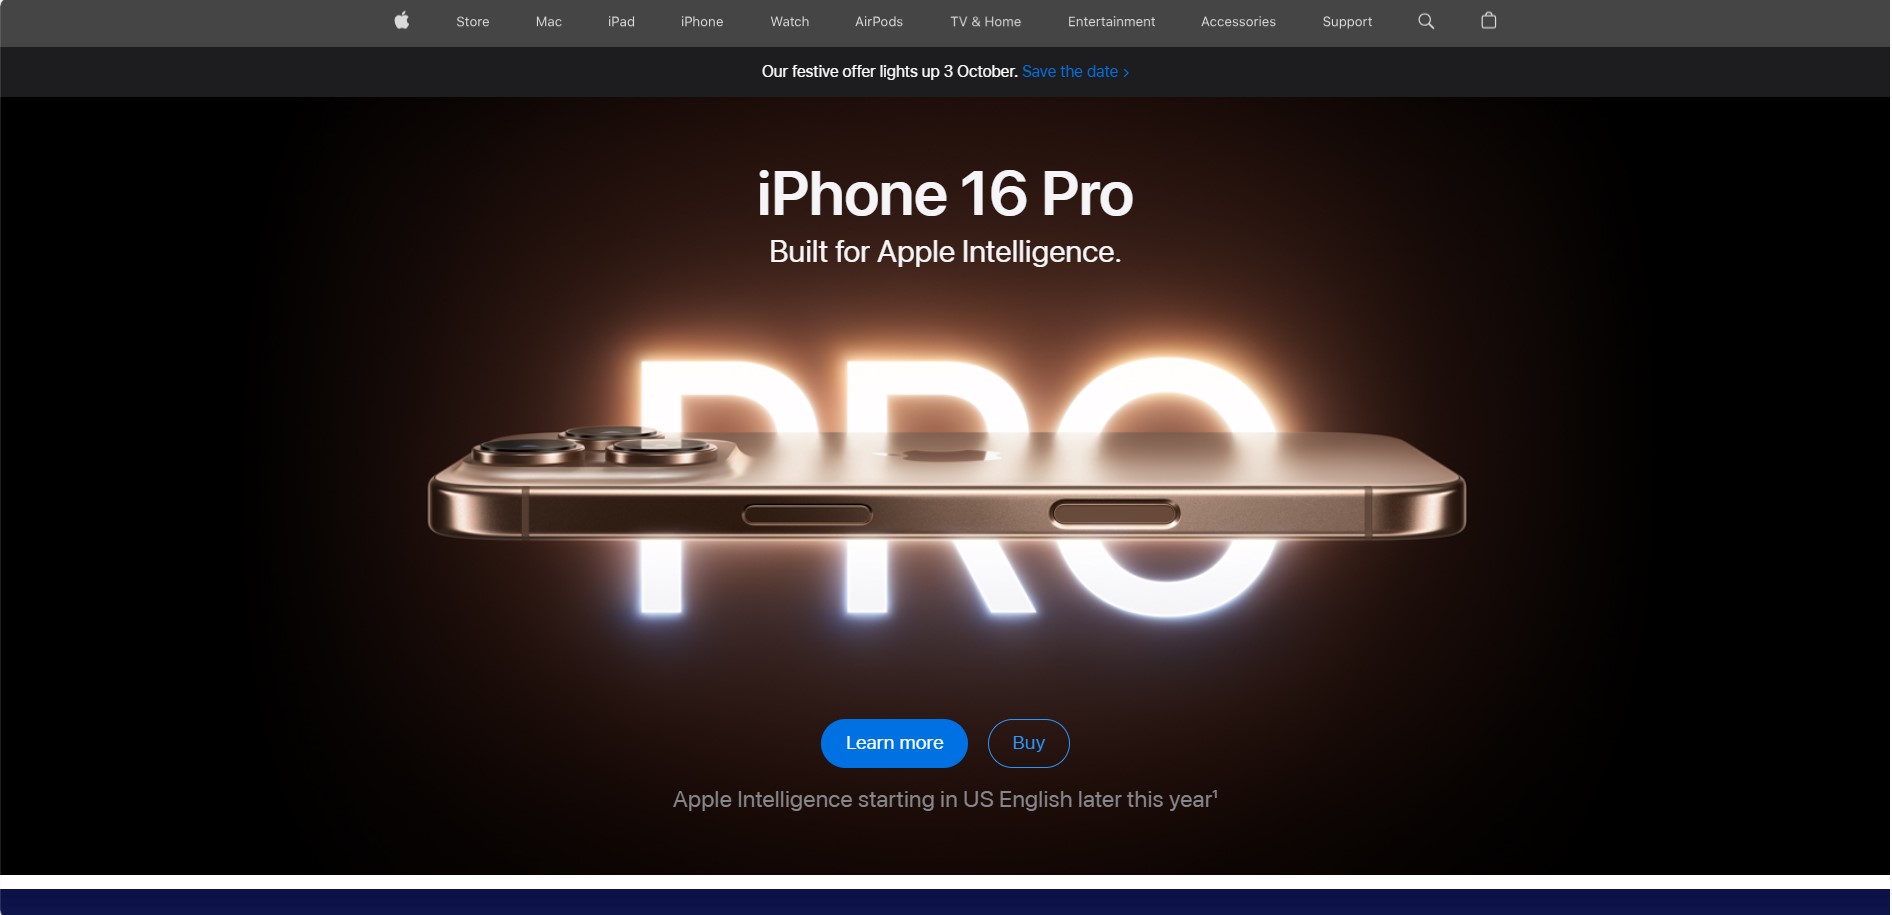 Store Mac iPad iPhone Watch AirPods TV & Home Entertainment Accessories Support
Our festive offer lights up 3 October. Save the date >
iPhone 16 Pro
Built for Apple Intelligence.
PRO
Learn more Buy
Apple Intelligence starting in US English later this year¹